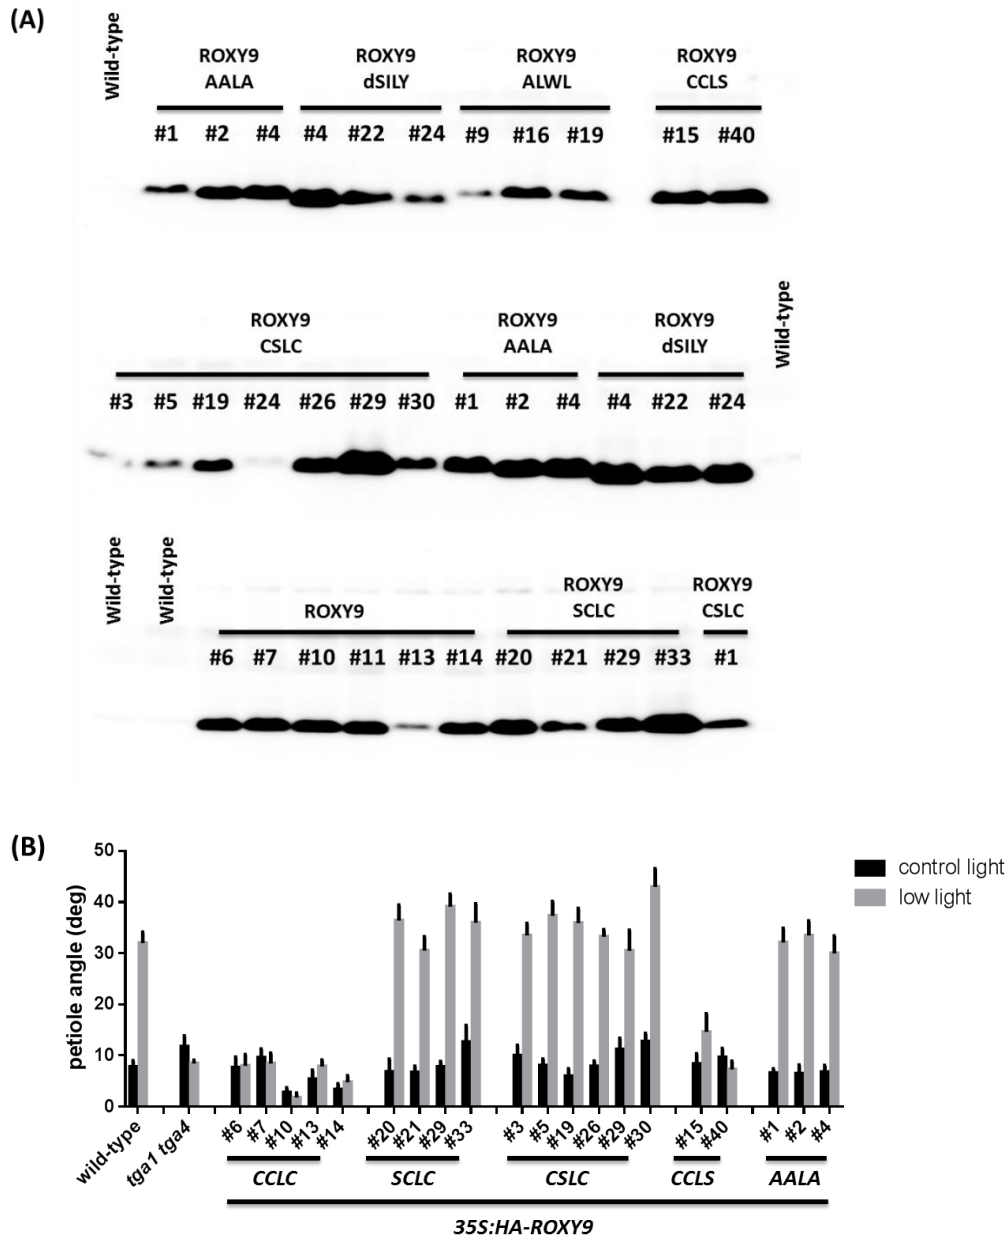 (A)
Wild-type
ROXY9 ROXY9 ROXY9 ROXY9
AALA dSILY ALWL CCLS
#1 #2 #4 #4 #22 #24 #9 #16 #19 #15 #40
Wild-type
ROXY9 ROXY9 ROXY9
CSLC AALA dSILY
#3 #5 #19 #24 #26 #29 #30 #1 #2 #4 #4 #22 #24
Wild-type Wild-type
ROXY9 ROXY9 ROXY9
SCLC CSLC
#6 #7 #10 #11 #13 #14 #20 #21 #29 #33 #1
(B)
petiole angle (deg)
50
40
30
20
10
0
control light
low light
wild-type tga1 tga4 #6 #7 #10 #13 #14 #20 #21 #29 #33 #3 #5 #19 #26 #29 #30 #15 #40 #1 #2 #4
CCLC SCLC CSLC CCLS AALA
35S:HA-ROXY9